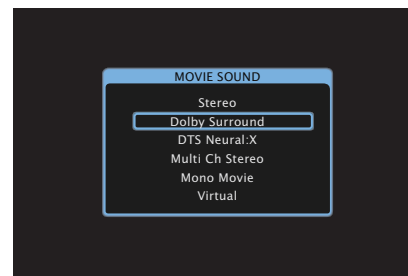 MOVIE SOUND
Stereo
Dolby Surround
DTS Neural:X
Multi Ch Stereo
Mono Movie
Virtual